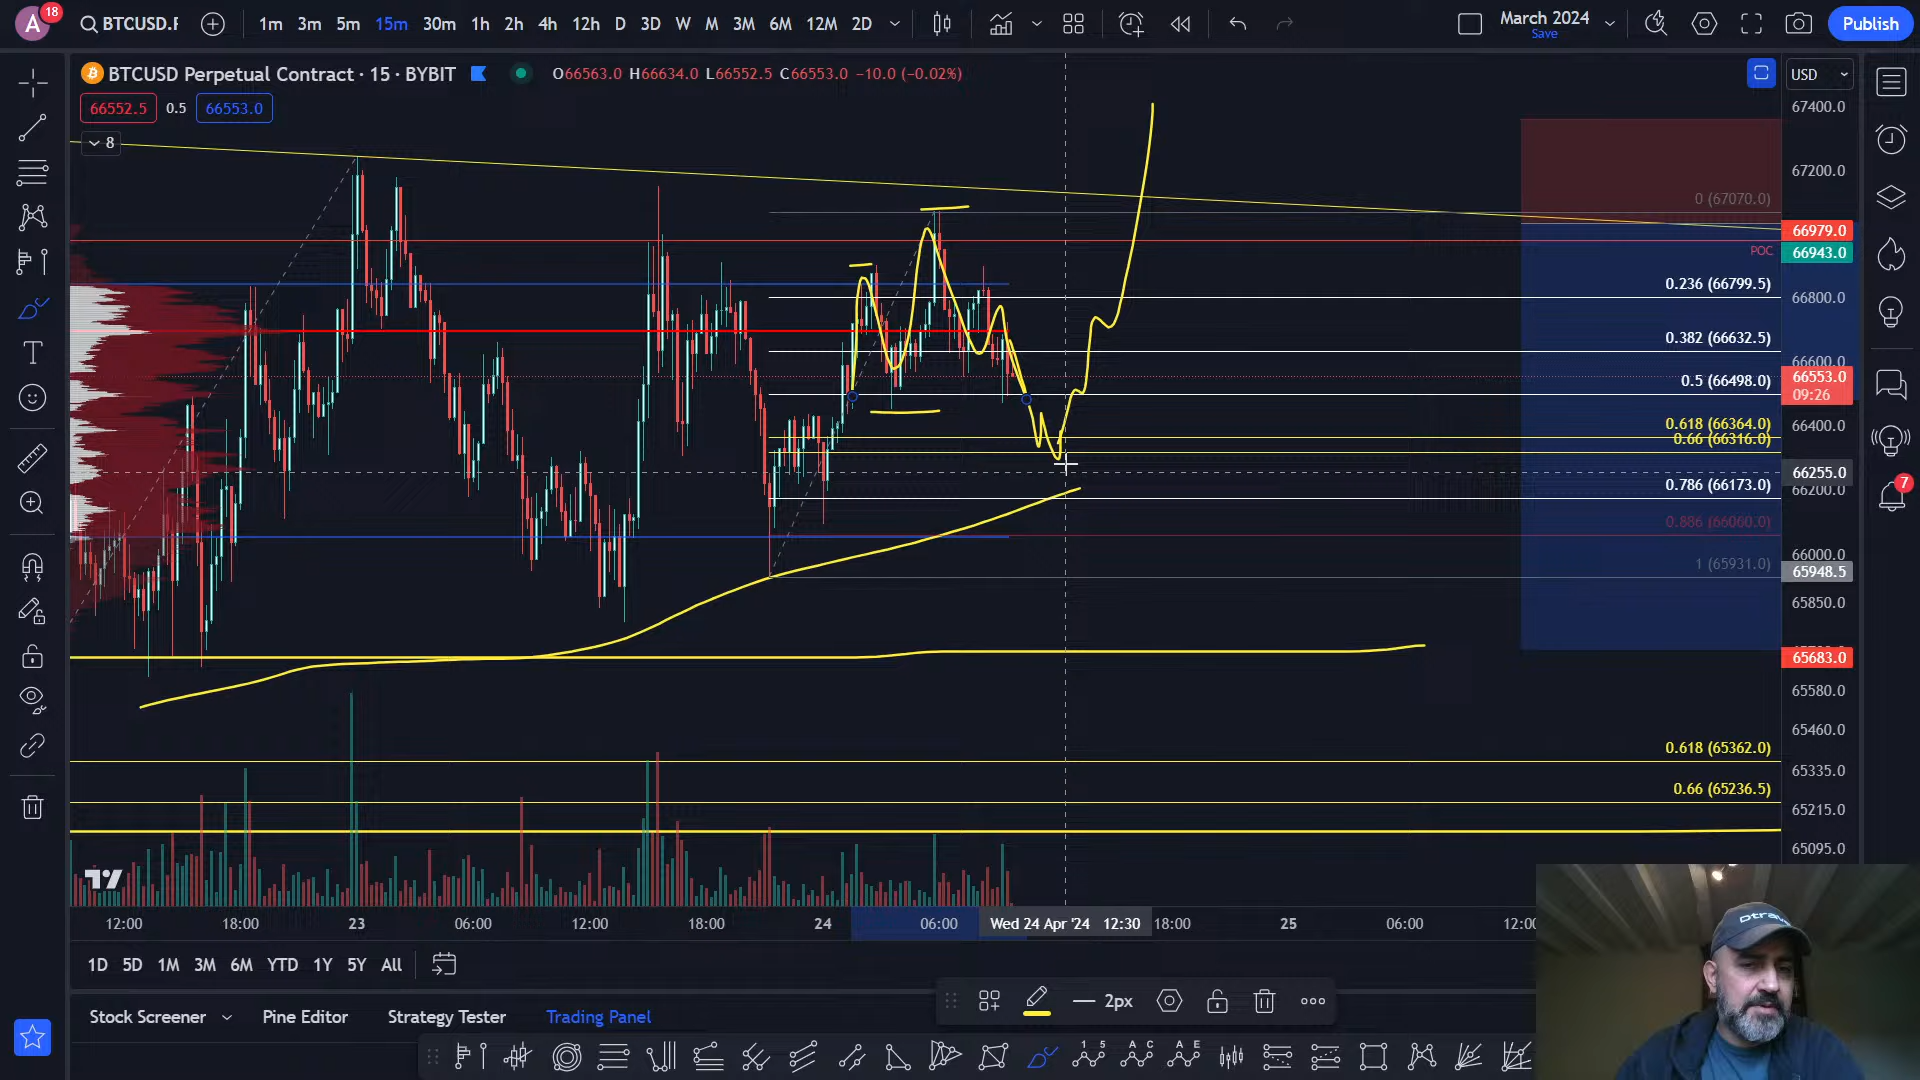 A
18
BTCUSD.F
1m 3m 5m 15m 30m 1h 2h 4h 12h D 3D W M 3M 6M 12M 2D
March 2024
Save
Publish
BTCUSD Perpetual Contract · 15 · BYBIT
O66563.0 H66634.0 L66552.5 C66553.0 −10.0 (−0.02%)
USD
66552.5 0.5 66553.0
8
67400.0
67200.0
0 (67070.0)
66979.0
POC
66943.0
0.236 (66799.5)
66800.0
0.382 (66632.5)
66600.0
0.5 (66498.0)
66553.0
09:26
0.618 (66364.0)
66400.0
0.66 (66316.0)
66255.0
0.786 (66173.0)
66200.0
7
0.886 (66060.0)
66000.0
1 (65931.0)
65948.5
65850.0
65683.0
65580.0
65460.0
0.618 (65362.0)
65335.0
0.66 (65236.5)
65215.0
65095.0
12:00 18:00 23 06:00 12:00 18:00 24 06:00 Wed 24 Apr '24 12:30 18:00 25 06:00 12:00
1D 5D 1M 3M 6M YTD 1Y 5Y All
2px
Stock Screener Pine Editor Strategy Tester Trading Panel
1 5
A C
A E